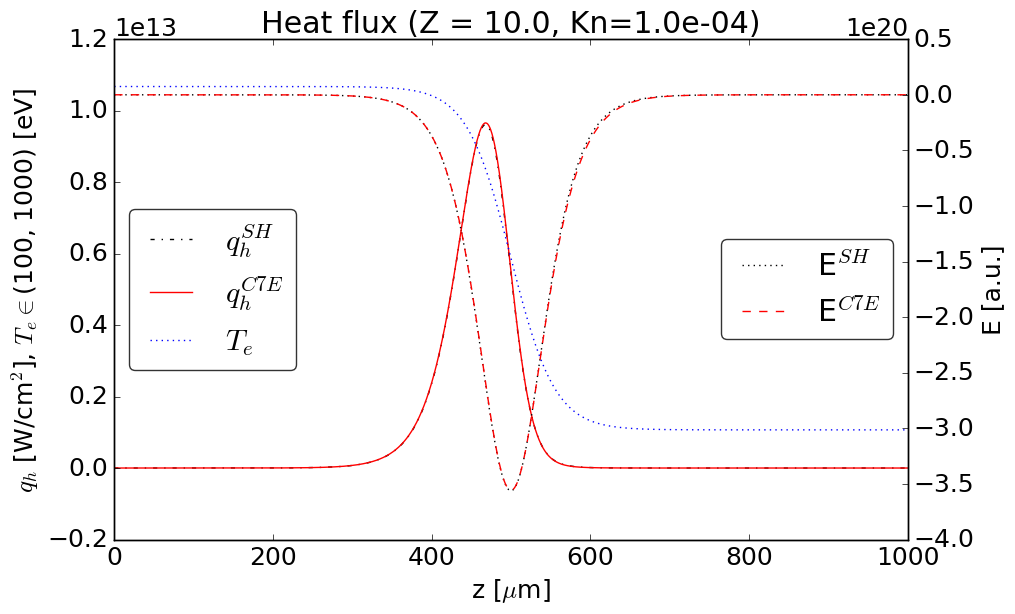 Heat flux (Z = 10.0, Kn=1.0e-04)
1e13
1e20
1.2
1.0
0.8
0.6
0.4
0.2
0.0
−0.2
q_h [W/cm²], T_e ∈ (100, 1000) [eV]
q_h^{SH}
q_h^{C7E}
T_e
E^{SH}
E^{C7E}
0.5
0.0
−0.5
−1.0
−1.5
−2.0
−2.5
−3.0
−3.5
−4.0
E [a.u.]
0 200 400 600 800 1000
z [μm]